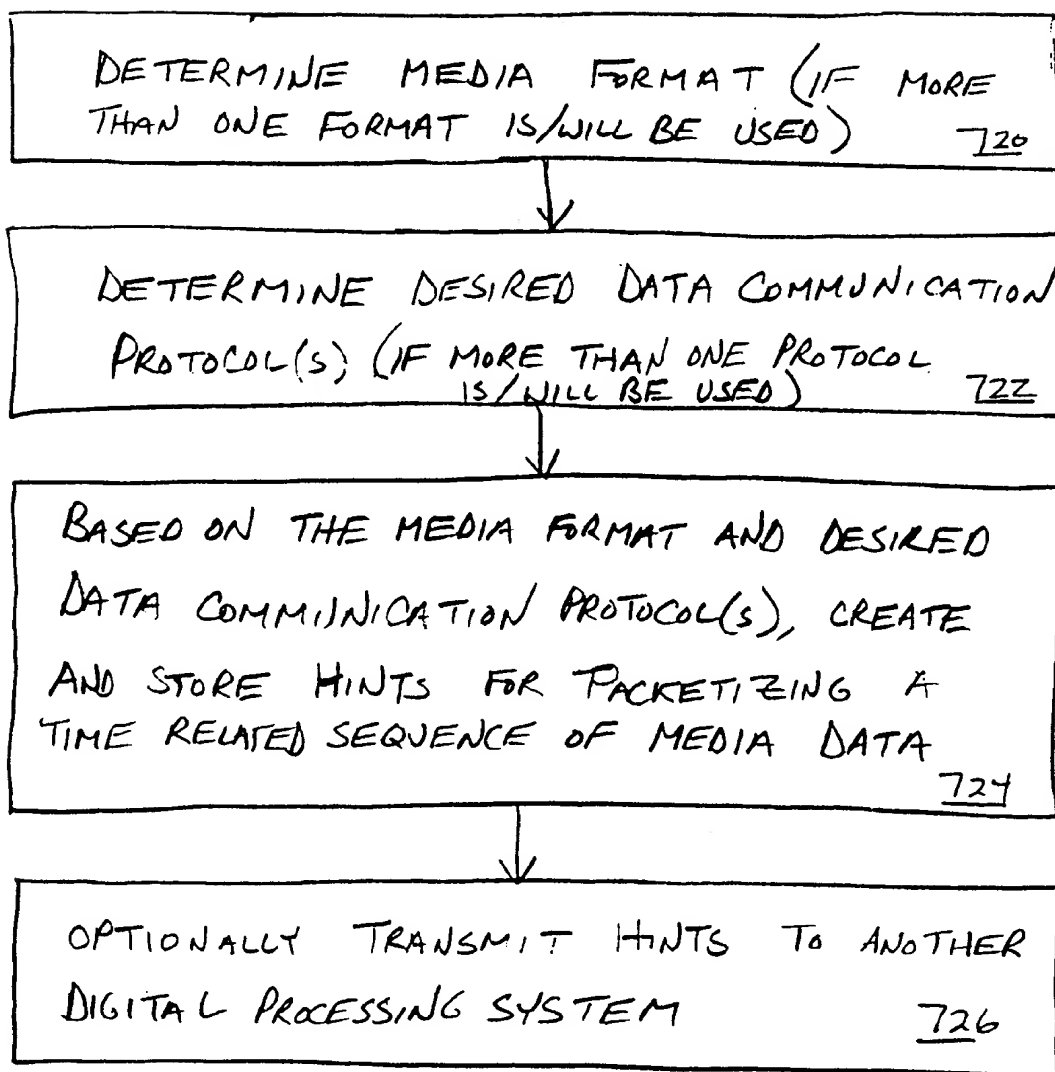 DETERMINE MEDIA FORMAT (IF MORE
THAN ONE FORMAT IS/WILL BE USED) 720
DETERMINE DESIRED DATA COMMUNICATION
PROTOCOL(S) (IF MORE THAN ONE PROTOCOL
IS/WILL BE USED) 722
BASED ON THE MEDIA FORMAT AND DESIRED
DATA COMMUNICATION PROTOCOL(S), CREATE
AND STORE HINTS FOR PACKETIZING A
TIME RELATED SEQUENCE OF MEDIA DATA
724
OPTIONALLY TRANSMIT HINTS TO ANOTHER
DIGITAL PROCESSING SYSTEM 726